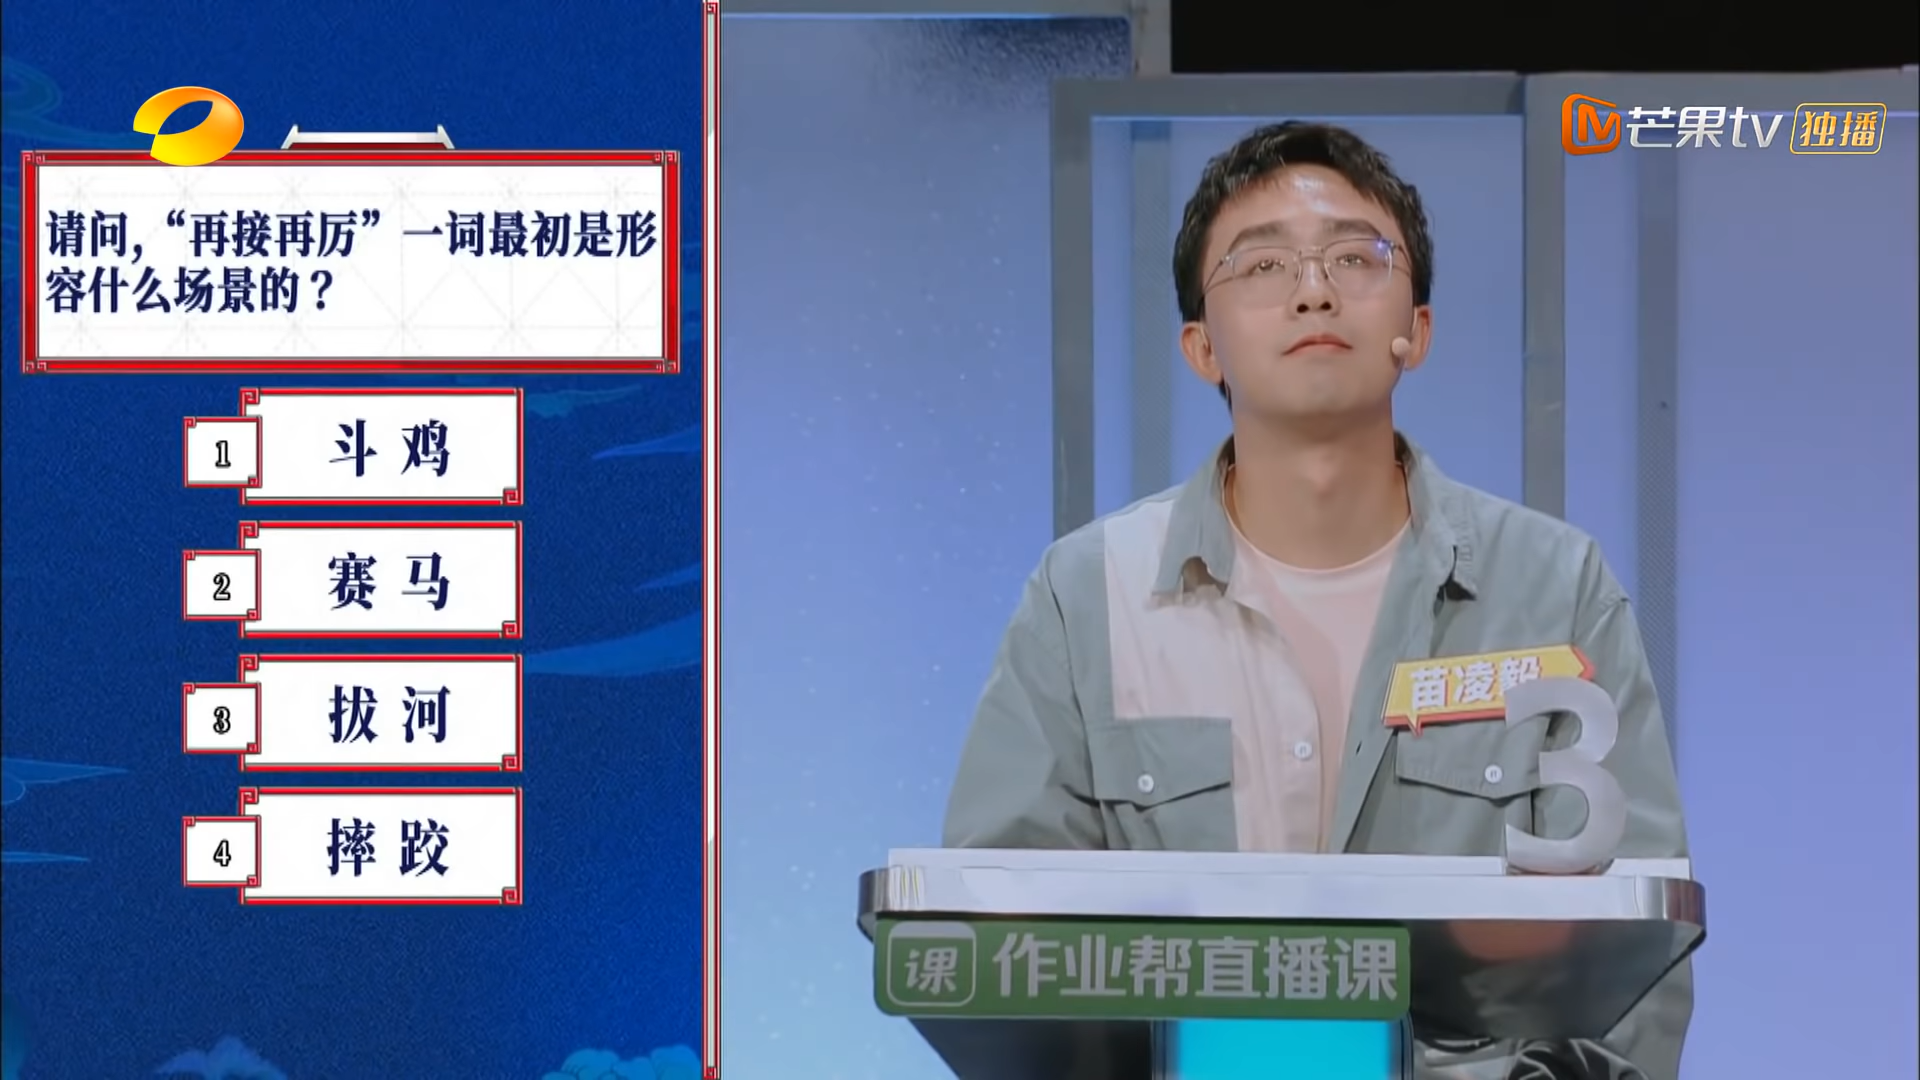 请问，“再接再厉”一词最初是形
容什么场景的？
1 斗鸡
2 赛马
3 拔河
4 摔跤
芒果tv 独播
苗凌毅
3
课 作业帮直播课